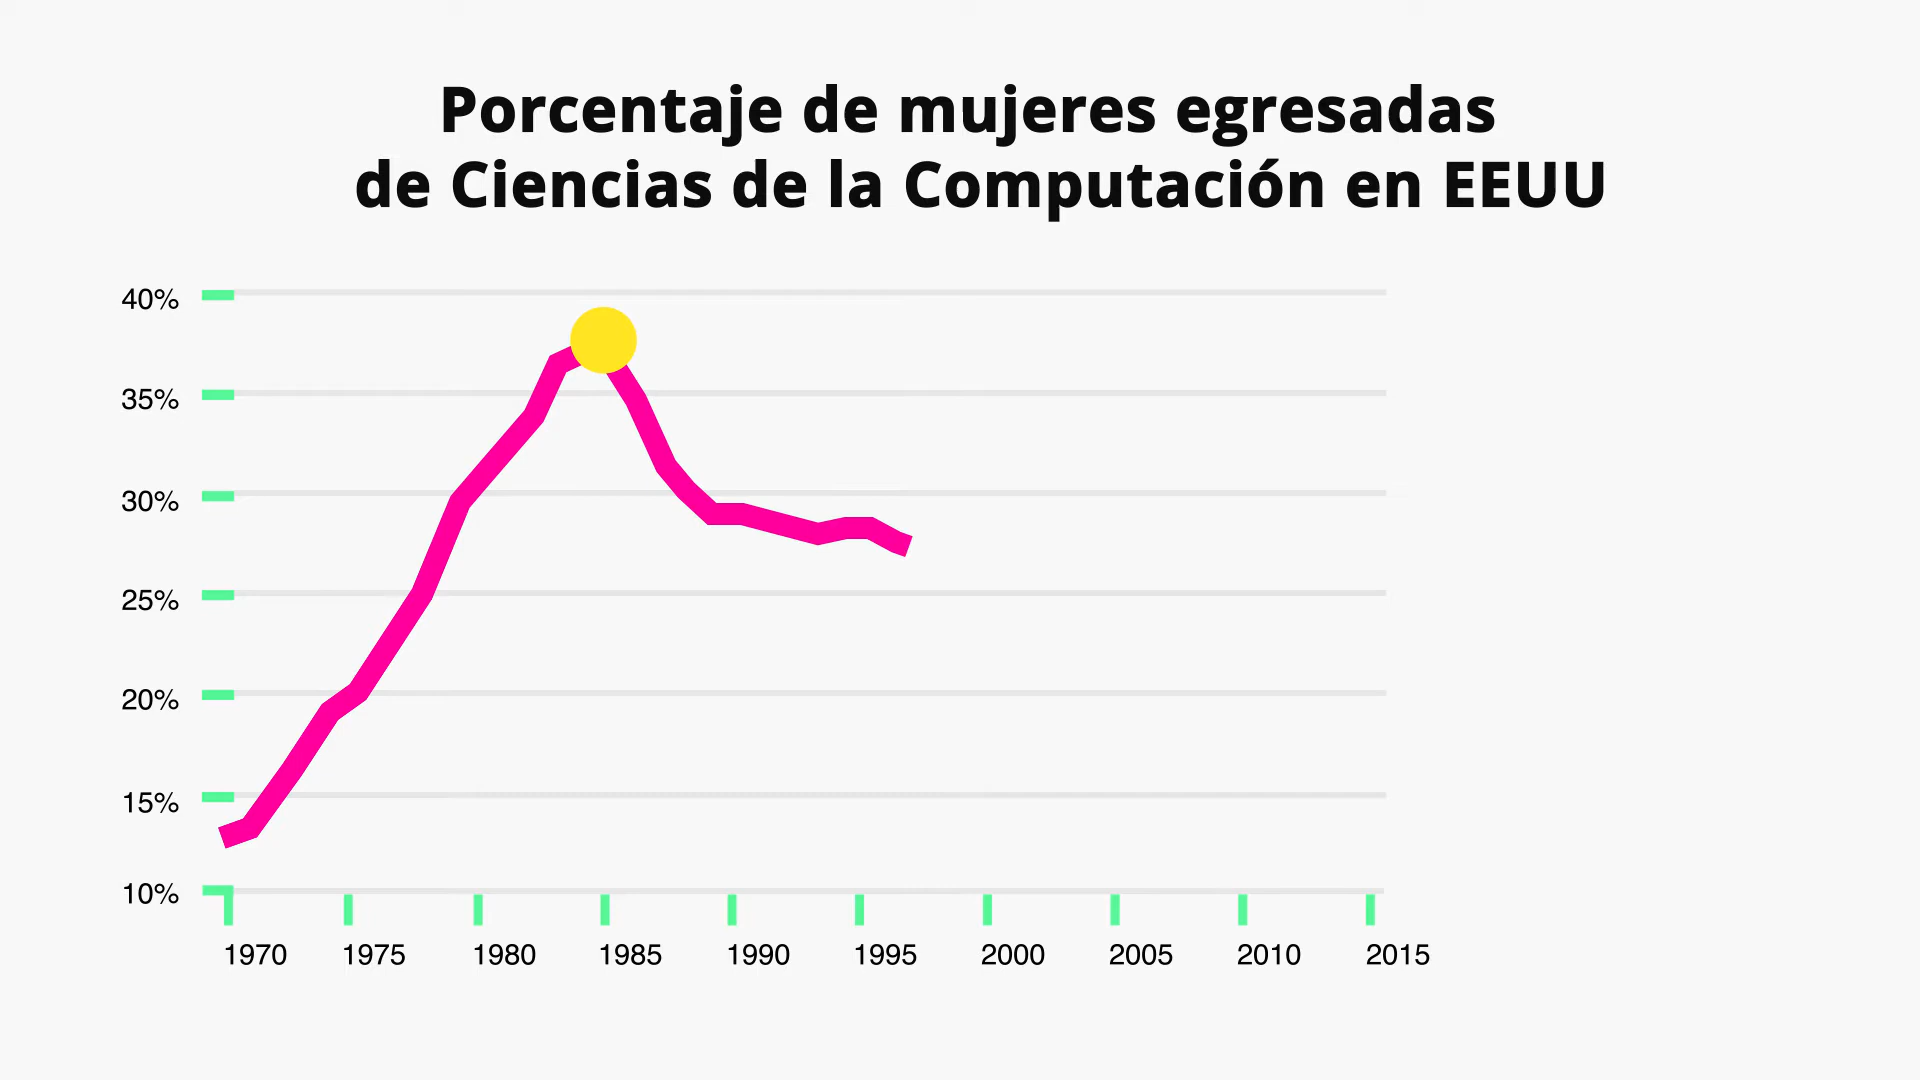 Porcentaje de mujeres egresadas
de Ciencias de la Computación en EEUU
40%
35%
30%
25%
20%
15%
10%
1970 1975 1980 1985 1990 1995 2000 2005 2010 2015